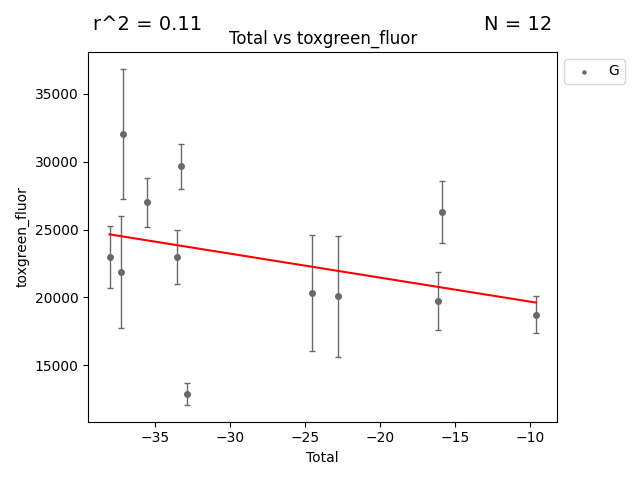 r^2 = 0.11
N = 12
Total vs toxgreen_fluor
G
35000
30000
25000
20000
15000
toxgreen_fluor
−35
−30
−25
−20
−15
−10
Total